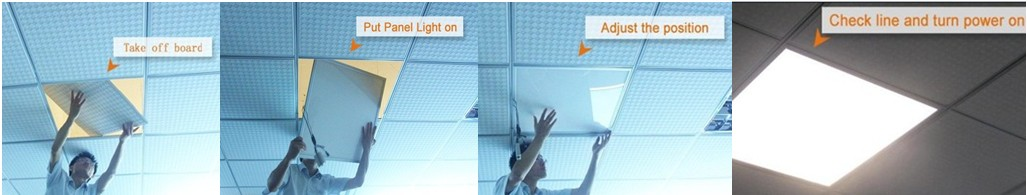 Take off board
Put Panel Light on
Adjust the position
Check line and turn power on